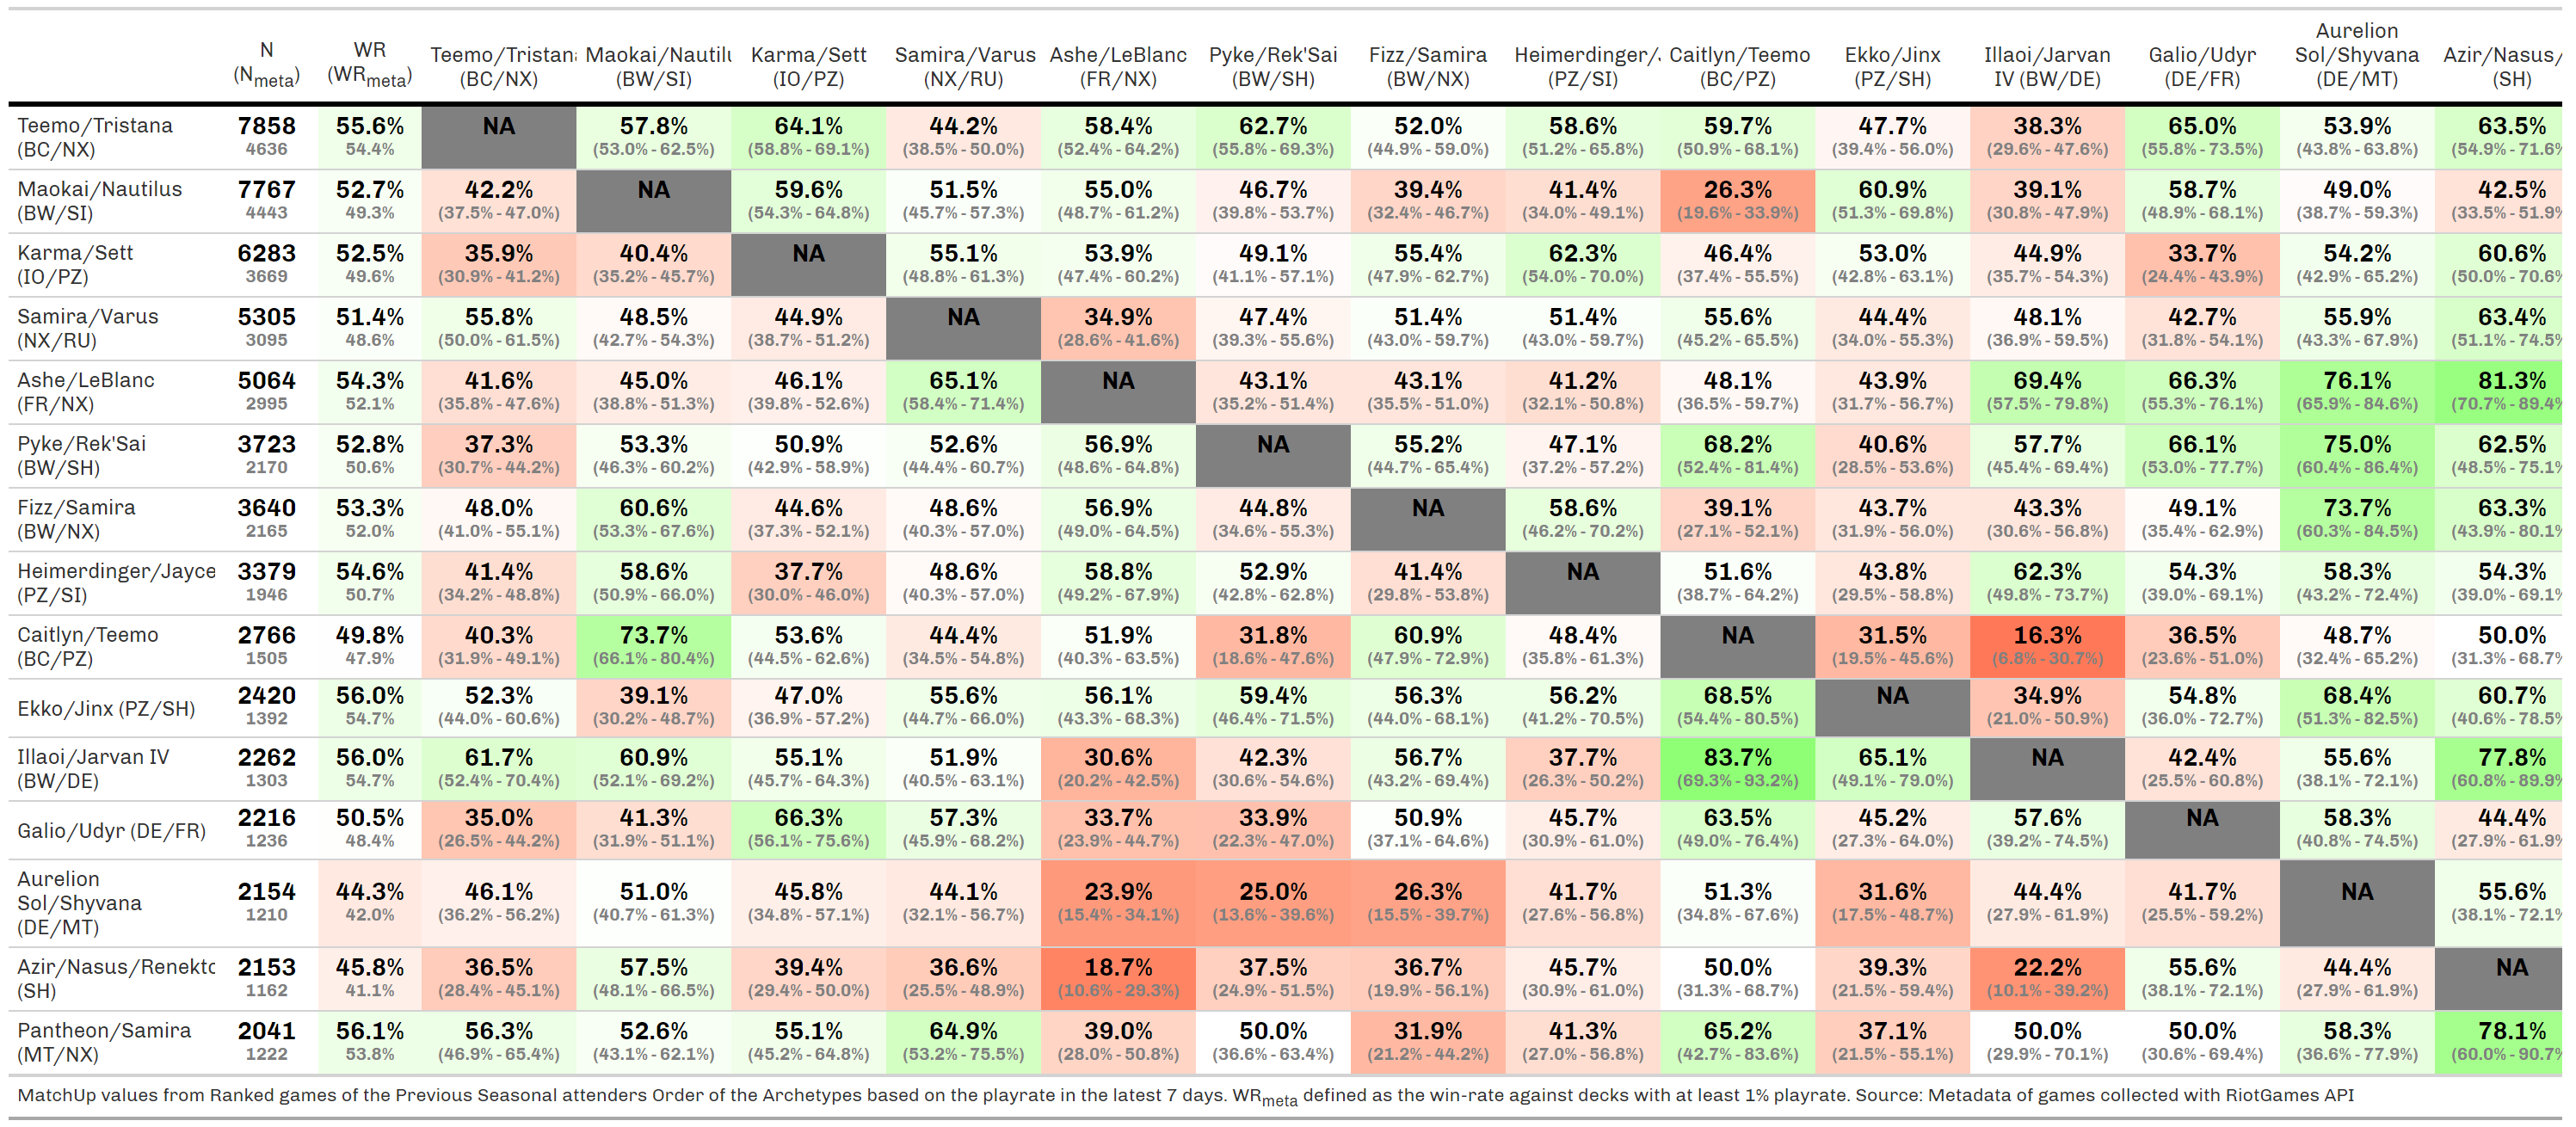 N WR Teemo/Tristana Maokai/Nautilu Karma/Sett Samira/Varus Ashe/LeBlanc Pyke/Rek'Sai Fizz/Samira Heimerdinger/J Caitlyn/Teemo Ekko/Jinx Illaoi/Jarvan Galio/Udyr Aurelion Sol/Shyvana Azir/Nasus/
(Nmeta) (WRmeta) (BC/NX) (BW/SI) (IO/PZ) (NX/RU) (FR/NX) (BW/SH) (BW/NX) (PZ/SI) (BC/PZ) (PZ/SH) IV (BW/DE) (DE/FR) (DE/MT) (SH)
Teemo/Tristana 7858 55.6% NA 57.8% 64.1% 44.2% 58.4% 62.7% 52.0% 58.6% 59.7% 47.7% 38.3% 65.0% 53.9% 63.5%
(BC/NX) 4636 54.4% (53.0% - 62.5%) (58.8% - 69.1%) (38.5% - 50.0%) (52.4% - 64.2%) (55.8% - 69.3%) (44.9% - 59.0%) (51.2% - 65.8%) (50.9% - 68.1%) (39.4% - 56.0%) (29.6% - 47.6%) (55.8% - 73.5%) (43.8% - 63.8%) (54.9% - 71.6%
Maokai/Nautilus 7767 52.7% 42.2% NA 59.6% 51.5% 55.0% 46.7% 39.4% 41.4% 26.3% 60.9% 39.1% 58.7% 49.0% 42.5%
(BW/SI) 4443 49.3% (37.5% - 47.0%) (54.3% - 64.8%) (45.7% - 57.3%) (48.7% - 61.2%) (39.8% - 53.7%) (32.4% - 46.7%) (34.0% - 49.1%) (19.6% - 33.9%) (51.3% - 69.8%) (30.8% - 47.9%) (48.9% - 68.1%) (38.7% - 59.3%) (33.5% - 51.9%
Karma/Sett 6283 52.5% 35.9% 40.4% NA 55.1% 53.9% 49.1% 55.4% 62.3% 46.4% 53.0% 44.9% 33.7% 54.2% 60.6%
(IO/PZ) 3669 49.6% (30.9% - 41.2%) (35.2% - 45.7%) (48.8% - 61.3%) (47.4% - 60.2%) (41.1% - 57.1%) (47.9% - 62.7%) (54.0% - 70.0%) (37.4% - 55.5%) (42.8% - 63.1%) (35.7% - 54.3%) (24.4% - 43.9%) (42.9% - 65.2%) (50.0% - 70.6%
Samira/Varus 5305 51.4% 55.8% 48.5% 44.9% NA 34.9% 47.4% 51.4% 51.4% 55.6% 44.4% 48.1% 42.7% 55.9% 63.4%
(NX/RU) 3095 48.6% (50.0% - 61.5%) (42.7% - 54.3%) (38.7% - 51.2%) (28.6% - 41.6%) (39.3% - 55.6%) (43.0% - 59.7%) (43.0% - 59.7%) (45.2% - 65.5%) (34.0% - 55.3%) (36.9% - 59.5%) (31.8% - 54.1%) (43.3% - 67.9%) (51.1% - 74.5%
Ashe/LeBlanc 5064 54.3% 41.6% 45.0% 46.1% 65.1% NA 43.1% 43.1% 41.2% 48.1% 43.9% 69.4% 66.3% 76.1% 81.3%
(FR/NX) 2995 52.1% (35.8% - 47.6%) (38.8% - 51.3%) (39.8% - 52.6%) (58.4% - 71.4%) (35.2% - 51.4%) (35.5% - 51.0%) (32.1% - 50.8%) (36.5% - 59.7%) (31.7% - 56.7%) (57.5% - 79.8%) (55.3% - 76.1%) (65.9% - 84.6%) (70.7% - 89.4%
Pyke/Rek'Sai 3723 52.8% 37.3% 53.3% 50.9% 52.6% 56.9% NA 55.2% 47.1% 68.2% 40.6% 57.7% 66.1% 75.0% 62.5%
(BW/SH) 2170 50.6% (30.7% - 44.2%) (46.3% - 60.2%) (42.9% - 58.9%) (44.4% - 60.7%) (48.6% - 64.8%) (44.7% - 65.4%) (37.2% - 57.2%) (52.4% - 81.4%) (28.5% - 53.6%) (45.4% - 69.4%) (53.0% - 77.7%) (60.4% - 86.4%) (48.5% - 75.1%
Fizz/Samira 3640 53.3% 48.0% 60.6% 44.6% 48.6% 56.9% 44.8% NA 58.6% 39.1% 43.7% 43.3% 49.1% 73.7% 63.3%
(BW/NX) 2165 52.0% (41.0% - 55.1%) (53.3% - 67.6%) (37.3% - 52.1%) (40.3% - 57.0%) (49.0% - 64.5%) (34.6% - 55.3%) (46.2% - 70.2%) (27.1% - 52.1%) (31.9% - 56.0%) (30.6% - 56.8%) (35.4% - 62.9%) (60.3% - 84.5%) (43.9% - 80.1%
Heimerdinger/Jayce 3379 54.6% 41.4% 58.6% 37.7% 48.6% 58.8% 52.9% 41.4% NA 51.6% 43.8% 62.3% 54.3% 58.3% 54.3%
(PZ/SI) 1946 50.7% (34.2% - 48.8%) (50.9% - 66.0%) (30.0% - 46.0%) (40.3% - 57.0%) (49.2% - 67.9%) (42.8% - 62.8%) (29.8% - 53.8%) (38.7% - 64.2%) (29.5% - 58.8%) (49.8% - 73.7%) (39.0% - 69.1%) (43.2% - 72.4%) (39.0% - 69.1%
Caitlyn/Teemo 2766 49.8% 40.3% 73.7% 53.6% 44.4% 51.9% 31.8% 60.9% 48.4% NA 31.5% 16.3% 36.5% 48.7% 50.0%
(BC/PZ) 1505 47.9% (31.9% - 49.1%) (66.1% - 80.4%) (44.5% - 62.6%) (34.5% - 54.8%) (40.3% - 63.5%) (18.6% - 47.6%) (47.9% - 72.9%) (35.8% - 61.3%) (19.5% - 45.6%) (6.8% - 30.7%) (23.6% - 51.0%) (32.4% - 65.2%) (31.3% - 68.7%
Ekko/Jinx (PZ/SH) 2420 56.0% 52.3% 39.1% 47.0% 55.6% 56.1% 59.4% 56.3% 56.2% 68.5% NA 34.9% 54.8% 68.4% 60.7%
1392 54.7% (44.0% - 60.6%) (30.2% - 48.7%) (36.9% - 57.2%) (44.7% - 66.0%) (43.3% - 68.3%) (46.4% - 71.5%) (44.0% - 68.1%) (41.2% - 70.5%) (54.4% - 80.5%) (21.0% - 50.9%) (36.0% - 72.7%) (51.3% - 82.5%) (40.6% - 78.5%
Illaoi/Jarvan IV 2262 56.0% 61.7% 60.9% 55.1% 51.9% 30.6% 42.3% 56.7% 37.7% 83.7% 65.1% NA 42.4% 55.6% 77.8%
(BW/DE) 1303 54.7% (52.4% - 70.4%) (52.1% - 69.2%) (45.7% - 64.3%) (40.5% - 63.1%) (20.2% - 42.5%) (30.6% - 54.6%) (43.2% - 69.4%) (26.3% - 50.2%) (69.3% - 93.2%) (49.1% - 79.0%) (25.5% - 60.8%) (38.1% - 72.1%) (60.8% - 89.9%
Galio/Udyr (DE/FR) 2216 50.5% 35.0% 41.3% 66.3% 57.3% 33.7% 33.9% 50.9% 45.7% 63.5% 45.2% 57.6% NA 58.3% 44.4%
1236 48.4% (26.5% - 44.2%) (31.9% - 51.1%) (56.1% - 75.6%) (45.9% - 68.2%) (23.9% - 44.7%) (22.3% - 47.0%) (37.1% - 64.6%) (30.9% - 61.0%) (49.0% - 76.4%) (27.3% - 64.0%) (39.2% - 74.5%) (40.8% - 74.5%) (27.9% - 61.9%
Aurelion
Sol/Shyvana 2154 44.3% 46.1% 51.0% 45.8% 44.1% 23.9% 25.0% 26.3% 41.7% 51.3% 31.6% 44.4% 41.7% NA 55.6%
(DE/MT) 1210 42.0% (36.2% - 56.2%) (40.7% - 61.3%) (34.8% - 57.1%) (32.1% - 56.7%) (15.4% - 34.1%) (13.6% - 39.6%) (15.5% - 39.7%) (27.6% - 56.8%) (34.8% - 67.6%) (17.5% - 48.7%) (27.9% - 61.9%) (25.5% - 59.2%) (38.1% - 72.1%
Azir/Nasus/Renekto 2153 45.8% 36.5% 57.5% 39.4% 36.6% 18.7% 37.5% 36.7% 45.7% 50.0% 39.3% 22.2% 55.6% 44.4% NA
(SH) 1162 41.1% (28.4% - 45.1%) (48.1% - 66.5%) (29.4% - 50.0%) (25.5% - 48.9%) (10.6% - 29.3%) (24.9% - 51.5%) (19.9% - 56.1%) (30.9% - 61.0%) (31.3% - 68.7%) (21.5% - 59.4%) (10.1% - 39.2%) (38.1% - 72.1%) (27.9% - 61.9%)
Pantheon/Samira 2041 56.1% 56.3% 52.6% 55.1% 64.9% 39.0% 50.0% 31.9% 41.3% 65.2% 37.1% 50.0% 50.0% 58.3% 78.1%
(MT/NX) 1222 53.8% (46.9% - 65.4%) (43.1% - 62.1%) (45.2% - 64.8%) (53.2% - 75.5%) (28.0% - 50.8%) (36.6% - 63.4%) (21.2% - 44.2%) (27.0% - 56.8%) (42.7% - 83.6%) (21.5% - 55.1%) (29.9% - 70.1%) (30.6% - 69.4%) (36.6% - 77.9%) (60.0% - 90.7%
MatchUp values from Ranked games of the Previous Seasonal attenders Order of the Archetypes based on the playrate in the latest 7 days. WRmeta defined as the win-rate against decks with at least 1% playrate. Source: Metadata of games collected with RiotGames API